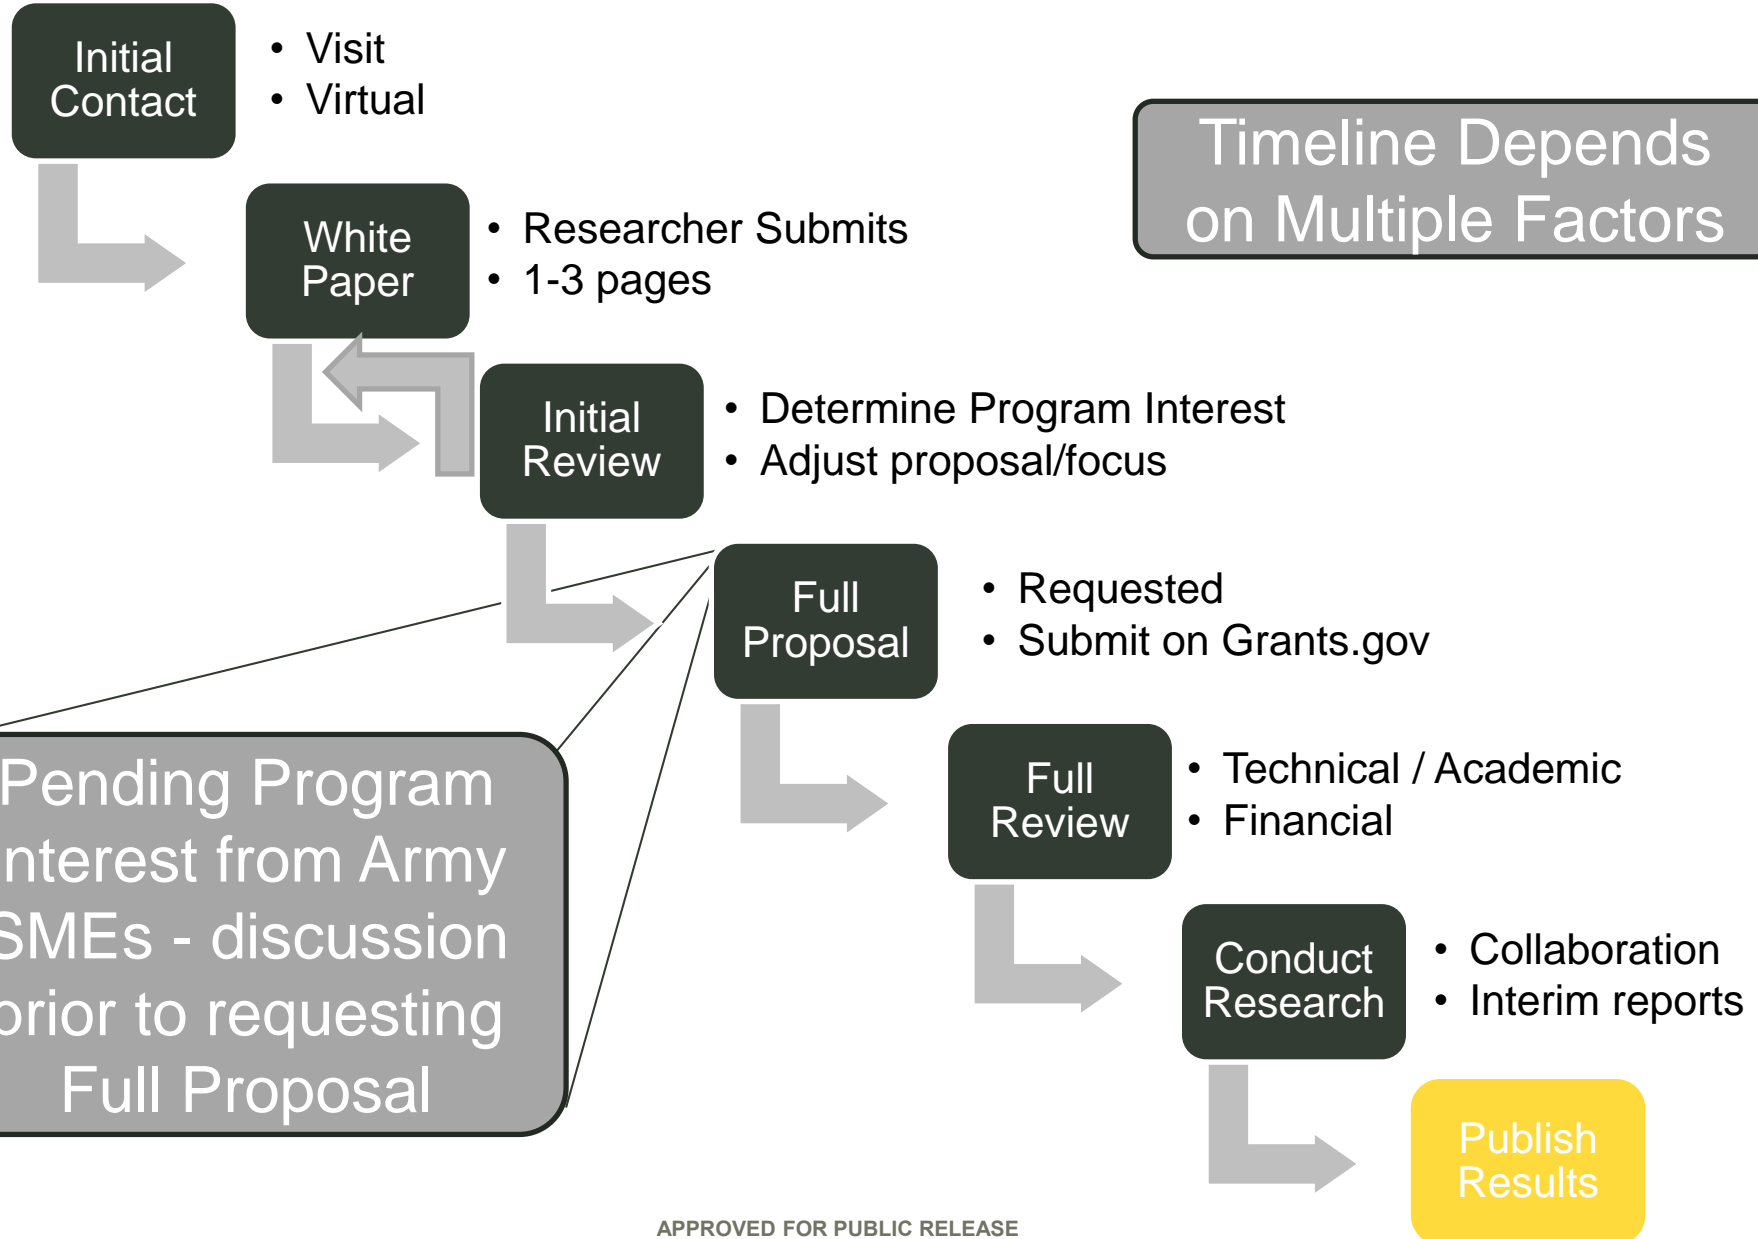 Initial
Contact
• Visit
• Virtual
Timeline Depends
on Multiple Factors
White
Paper
• Researcher Submits
• 1-3 pages
Initial
Review
• Determine Program Interest
• Adjust proposal/focus
Full
Proposal
• Requested
• Submit on Grants.gov
Pending Program
nterest from Army
SMEs - discussion
prior to requesting
Full Proposal
Full
Review
• Technical / Academic
• Financial
Conduct
Research
• Collaboration
• Interim reports
Publish
Results
APPROVED FOR PUBLIC RELEASE